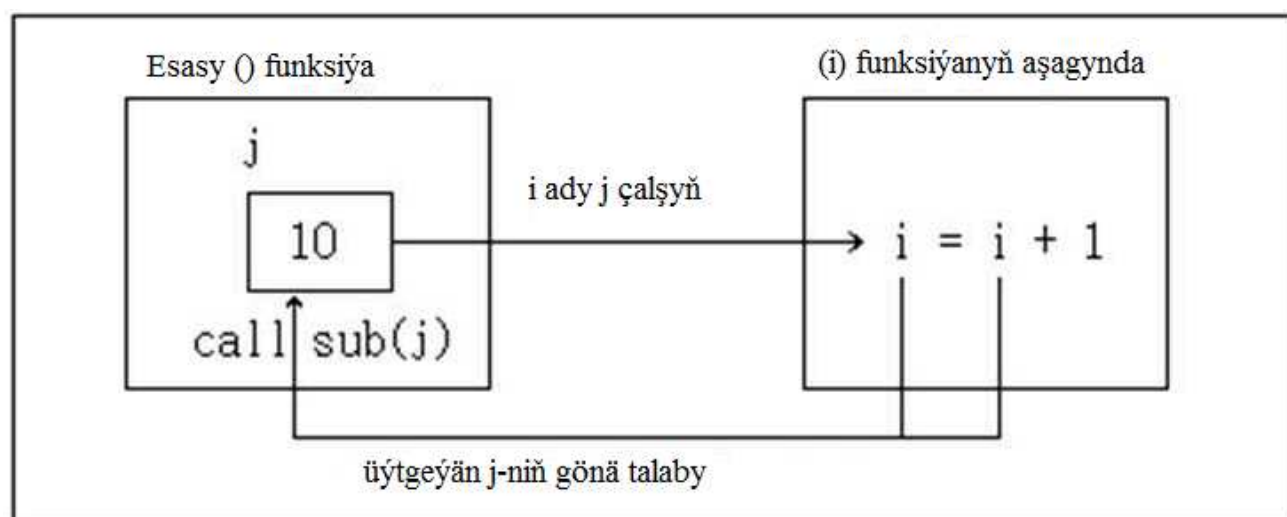 Esasy () funksiýa
(i) funksiýanyň aşagynda
j
i ady j çalşyň
10
i = i + 1
call sub(j)
üýtgeýän j-niň gönä talaby